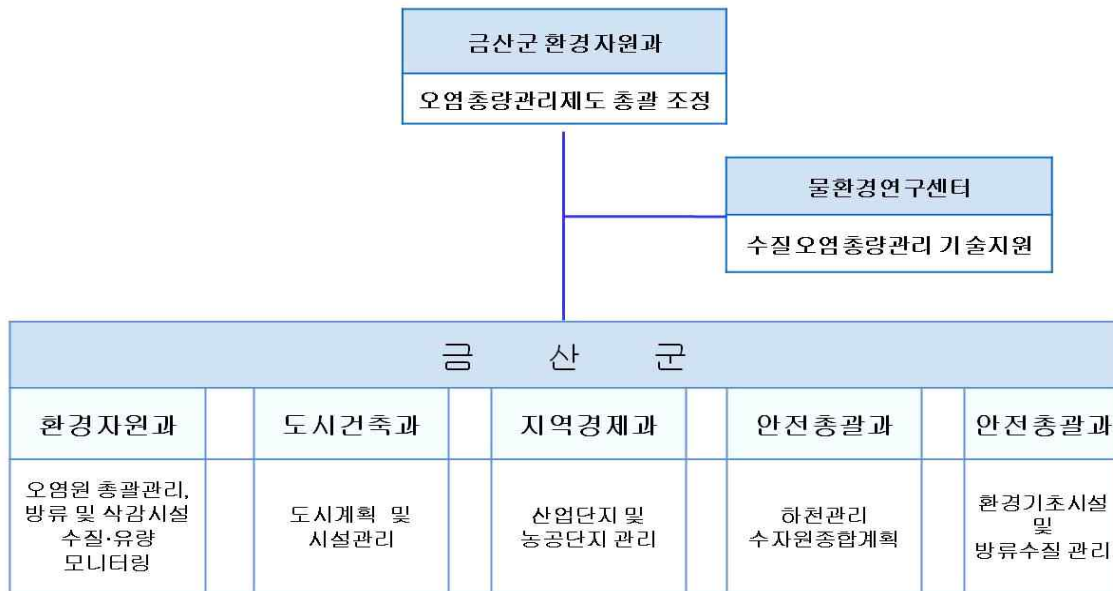 금산군 환경자원과
오염총량관리제도 총괄 조정
물환경연구센터
수질오염총량관리 기술지원
금 산 군
환경자원과
도시건축과
지역경제과
안전총괄과
안전총괄과
오염원 총괄관리,
방류 및 삭감시설
수질·유량
모니터링
도시계획 및
시설관리
산업단지 및
농공단지 관리
하천관리
수자원종합계획
환경기초시설
및
방류수질 관리